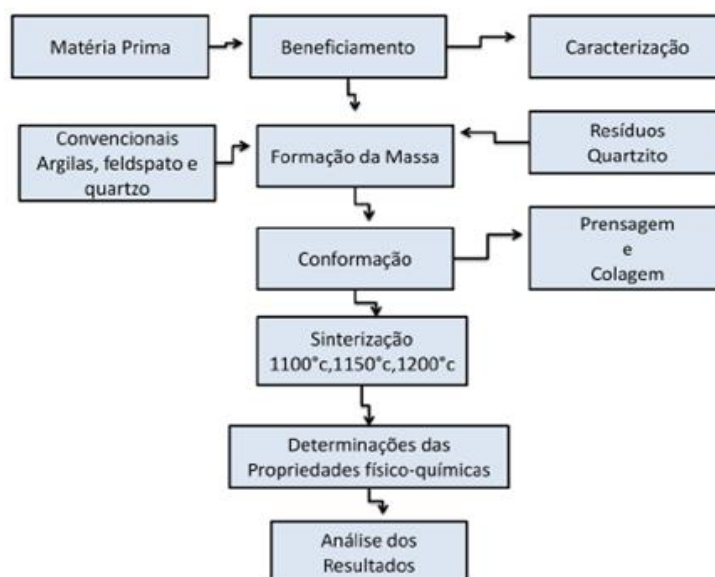 Matéria Prima
Beneficiamento
Caracterização
Convencionais
Argilas, feldspato e
quartzo
Formação da Massa
Resíduos
Quartzito
Conformação
Prensagem
e
Colagem
Sinterização
1100°c,1150°c,1200°c
Determinações das
Propriedades físico-químicas
Análise dos
Resultados